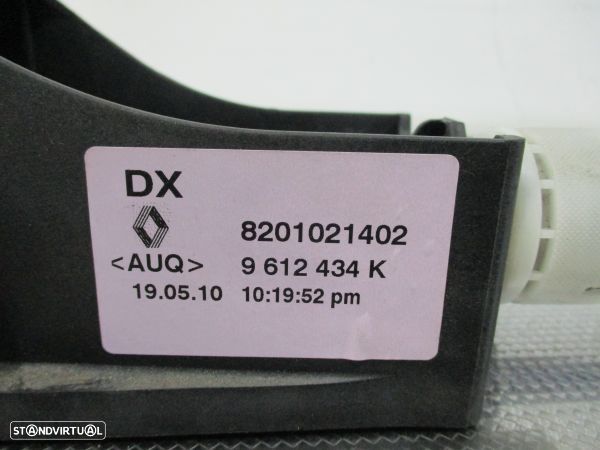 DX
8201021402
<AUQ> 9 612 434 K
19.05.10 10:19:52 pm
STANDVIRTUAL